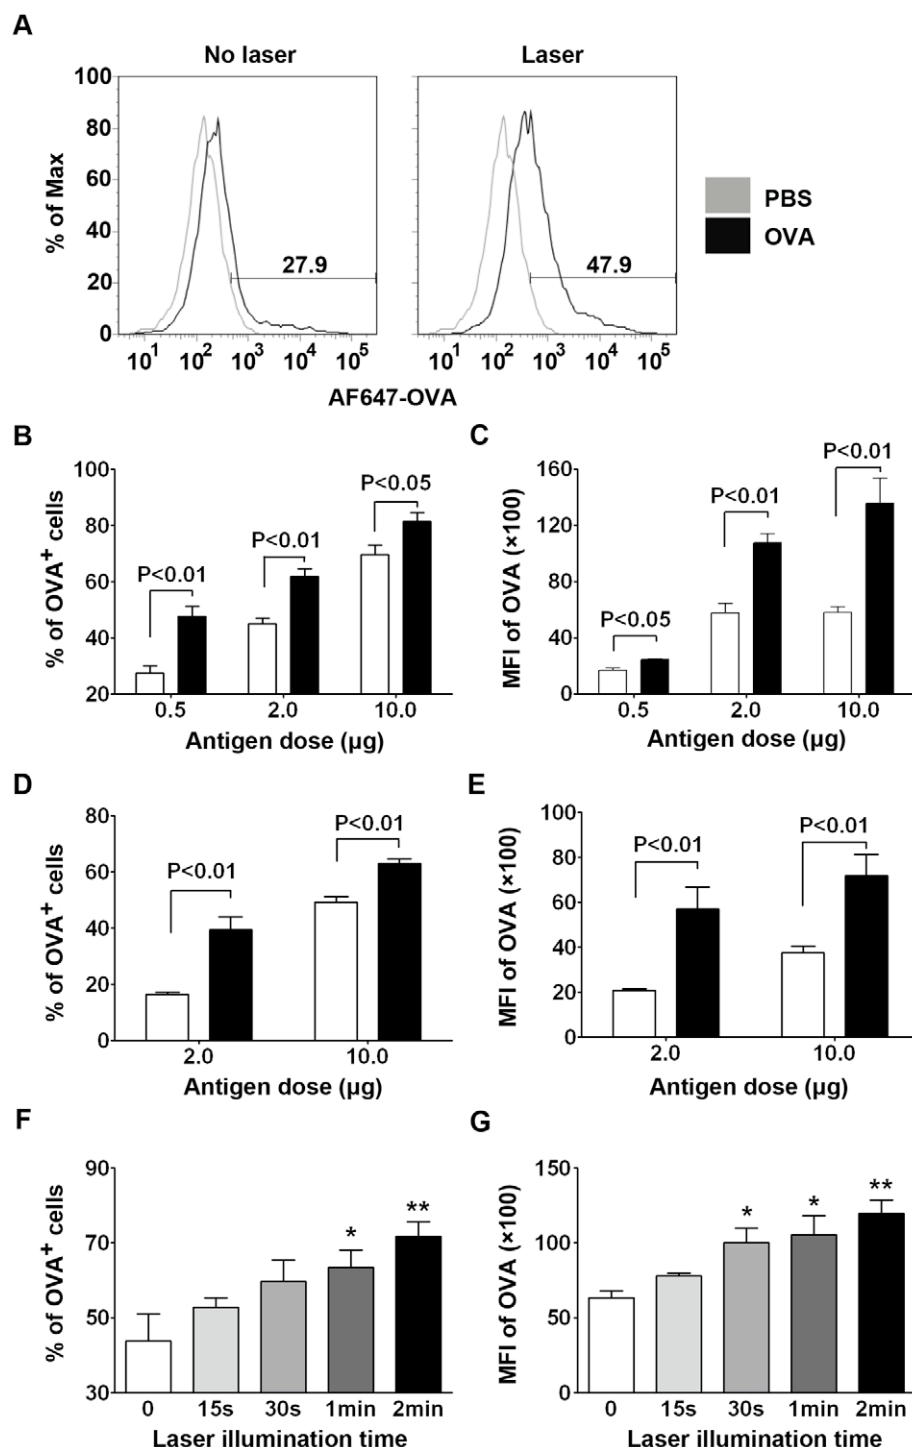 A
No laser
Laser
% of Max
100
80
60
40
20
0
27.9
47.9
10¹ 10² 10³ 10⁴ 10⁵
10¹ 10² 10³ 10⁴ 10⁵
AF647-OVA
PBS
OVA
B
% of OVA⁺ cells
100
80
60
40
20
P<0.01
P<0.01
P<0.05
0.5 2.0 10.0
Antigen dose (µg)
C
MFI of OVA (×100)
160
120
80
40
0
P<0.05
P<0.01
P<0.01
0.5 2.0 10.0
Antigen dose (µg)
D
% of OVA⁺ cells
80
60
40
20
0
P<0.01
P<0.01
2.0 10.0
Antigen dose (µg)
E
MFI of OVA (×100)
100
80
60
40
20
0
P<0.01
P<0.01
2.0 10.0
Antigen dose (µg)
F
% of OVA⁺ cells
90
70
50
30
*
**
0 15s 30s 1min 2min
Laser illumination time
G
MFI of OVA (×100)
150
100
50
0
*
*
**
0 15s 30s 1min 2min
Laser illumination time